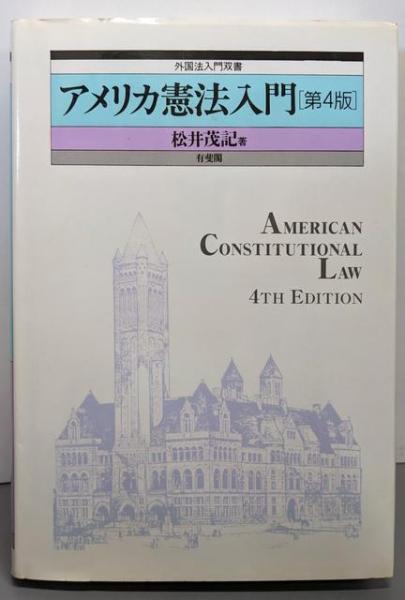 外国法入門双書
アメリカ憲法入門[第4版]
松井茂記著
有斐閣
AMERICAN
CONSTITUTIONAL
LAW
4TH EDITION